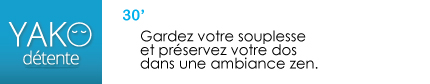 YAKO
détente
30’
Gardez votre souplesse
et préservez votre dos
dans une ambiance zen.